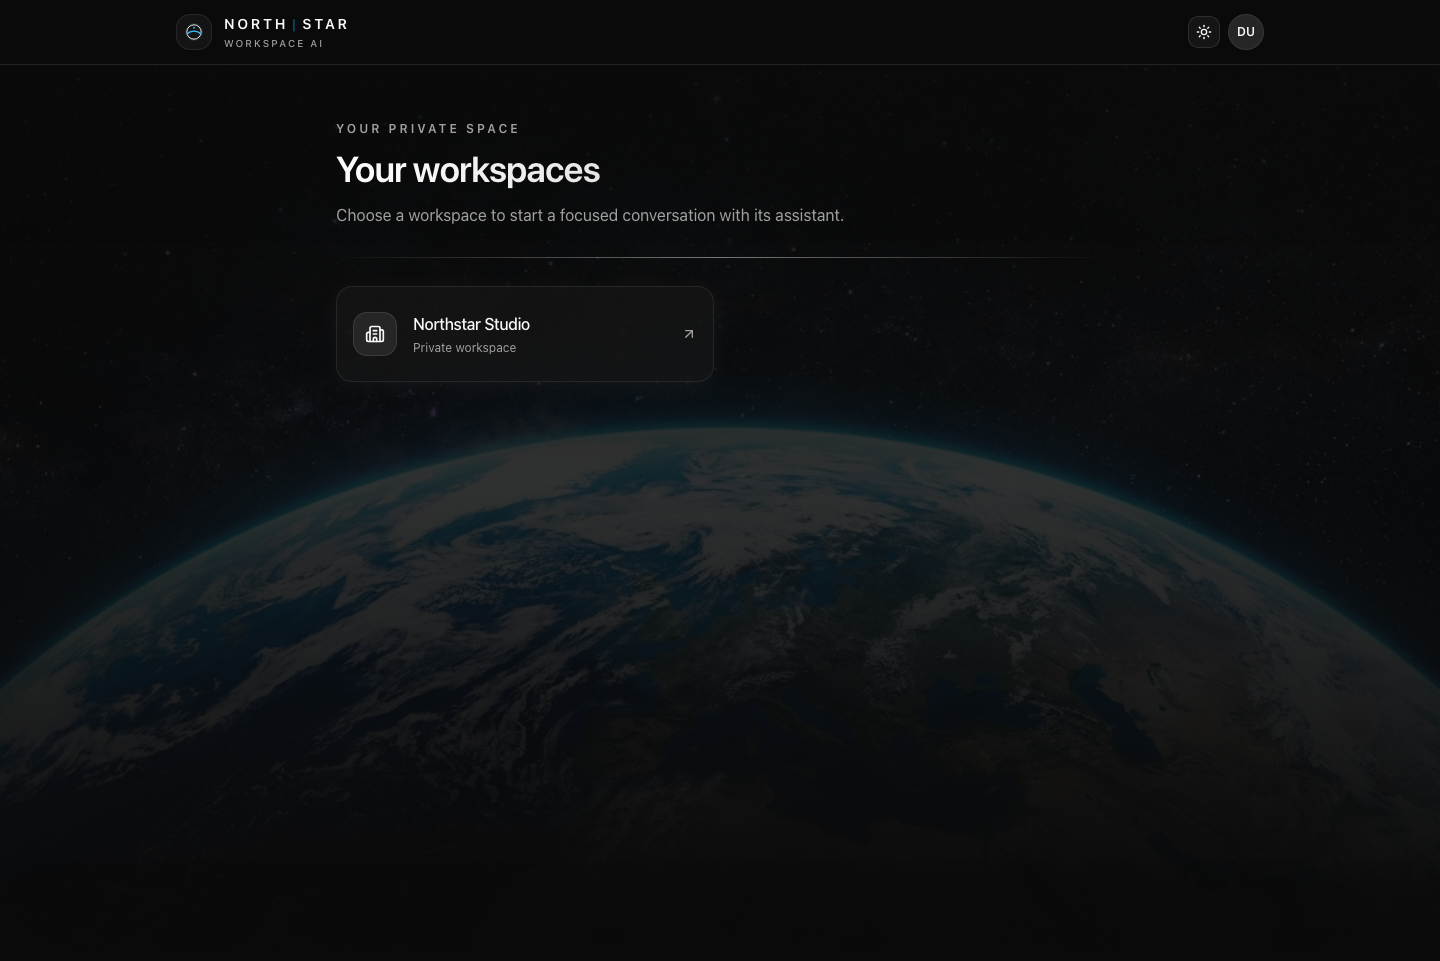 NORTH | STAR
WORKSPACE AI
DU
YOUR PRIVATE SPACE
Your workspaces
Choose a workspace to start a focused conversation with its assistant.
Northstar Studio
Private workspace